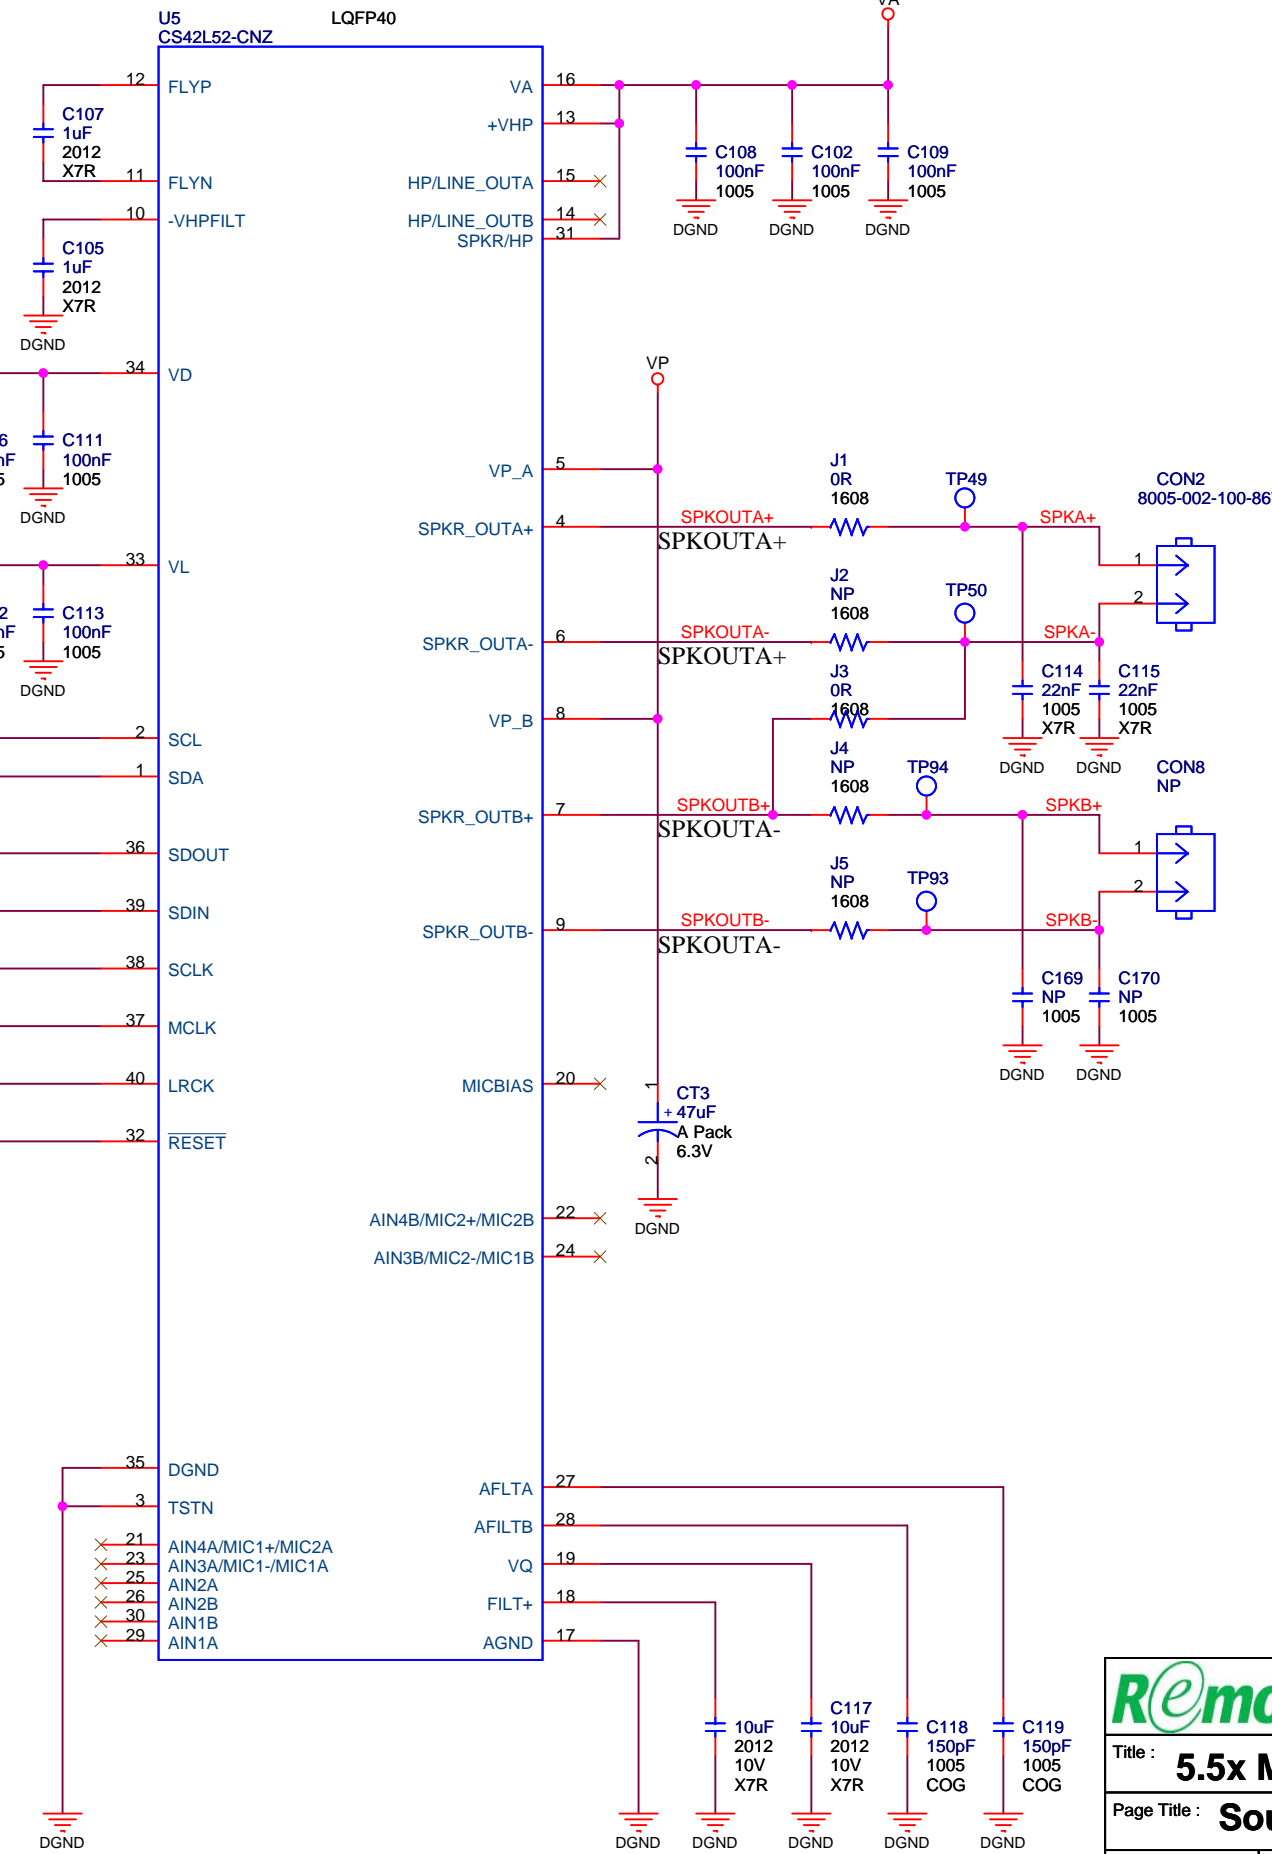 U5
LQFP40
CS42L52-CNZ
VA
12
FLYP
VA
16
C107
1uF
2012
X7R
+VHP
13
C108
100nF
1005
C102
100nF
1005
C109
100nF
1005
11
FLYN
HP/LINE_OUTA
15
10
-VHPFILT
HP/LINE_OUTB
14
SPKR/HP
31
DGND
DGND
DGND
C105
1uF
2012
X7R
DGND
34
VD
VP
6
nF
5
C111
100nF
1005
DGND
VP_A
5
J1
0R
1608
TP49
CON2
8005-002-100-86
SPKR_OUTA+
4
SPKOUTA+
SPKOUTA+
SPKA+
33
VL
1
2
J2
NP
1608
TP50
2
nF
5
C113
100nF
1005
DGND
SPKR_OUTA-
6
SPKOUTA-
SPKOUTA+
SPKA-
J3
0R
1608
C114
22nF
1005
X7R
C115
22nF
1005
X7R
DGND
DGND
VP_B
8
2
SCL
1
SDA
J4
NP
1608
TP94
CON8
NP
SPKR_OUTB+
7
SPKOUTB+
SPKOUTA-
SPKB+
36
SDOUT
1
2
J5
NP
1608
TP93
39
SDIN
SPKR_OUTB-
9
SPKOUTB-
SPKOUTA-
SPKB-
38
SCLK
C169
NP
1005
C170
NP
1005
DGND
DGND
37
MCLK
40
LRCK
MICBIAS
20
1
CT3
+ 47uF
A Pack
6.3V
2
DGND
32
RESET
AIN4B/MIC2+/MIC2B
22
AIN3B/MIC2-/MIC1B
24
35
DGND
3
TSTN
AFLTA
27
AFILTB
28
21
AIN4A/MIC1+/MIC2A
23
AIN3A/MIC1-/MIC1A
25
AIN2A
26
AIN2B
30
AIN1B
29
AIN1A
VQ
19
FILT+
18
AGND
17
10uF
2012
10V
X7R
C117
10uF
2012
10V
X7R
C118
150pF
1005
COG
C119
150pF
1005
COG
DGND
DGND
DGND
DGND
DGND
DGND
Title :
5.5x M
Page Title :
Sou